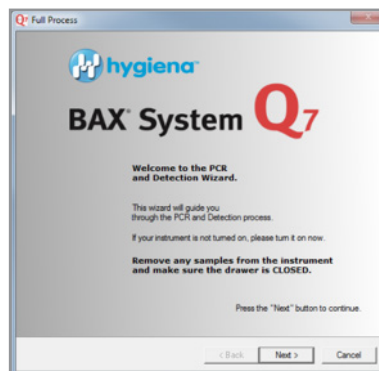 Q7 Full Process
hygiena™
BAX® System Q7
Welcome to the PCR
and Detection Wizard.
This wizard will guide you
through the PCR and Detection process.
If your instrument is not turned on, please turn it on now.
Remove any samples from the instrument
and make sure the drawer is CLOSED.
Press the "Next" button to continue.
< Back Next > Cancel